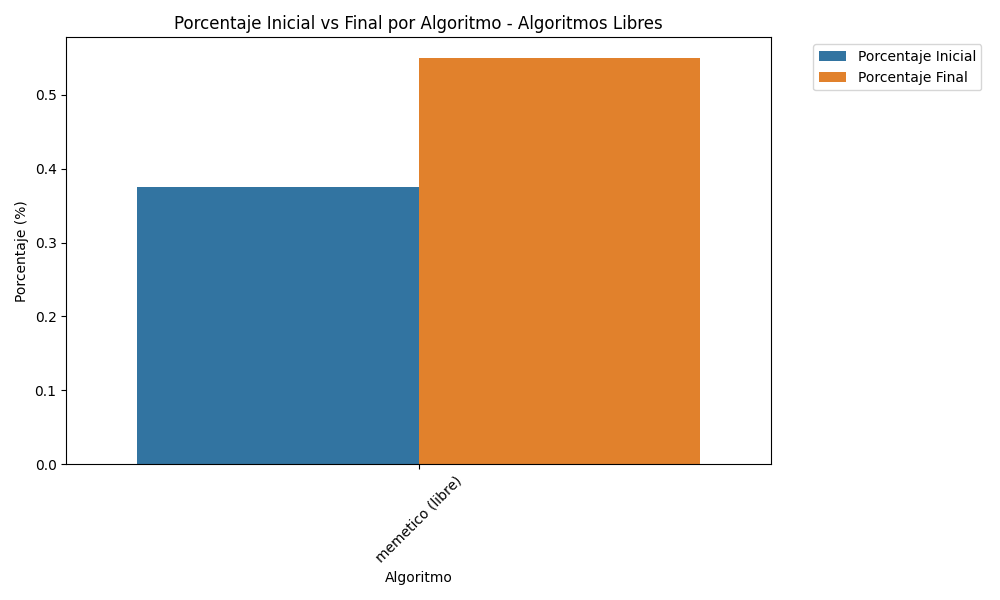 Porcentaje Inicial vs Final por Algoritmo - Algoritmos Libres
Porcentaje Inicial
Porcentaje Final
Porcentaje (%)
0.5
0.4
0.3
0.2
0.1
0.0
memetico (libre)
Algoritmo